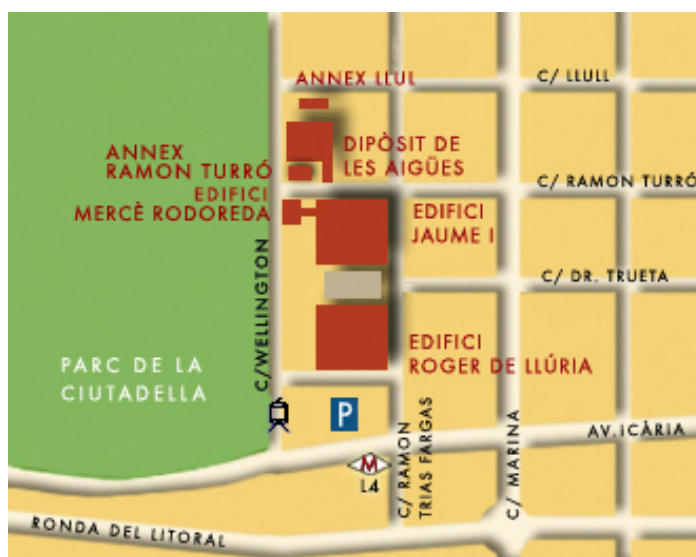 ANNEX LLUL
C/ LLULL
ANNEX
RAMON TURRÓ
DIPÒSIT DE
LES AIGÜES
C/ RAMON TURRÓ
EDIFICI
MERCÈ RODOREDA
EDIFICI
JAUME I
C/ DR. TRUETA
C/WELLINGTON
EDIFICI
ROGER DE LLÚRIA
PARC DE LA
CIUTADELLA
P
AV.ICÀRIA
M
L4
C/ RAMON
TRIAS FARGAS
C/ MARINA
RONDA DEL LITORAL